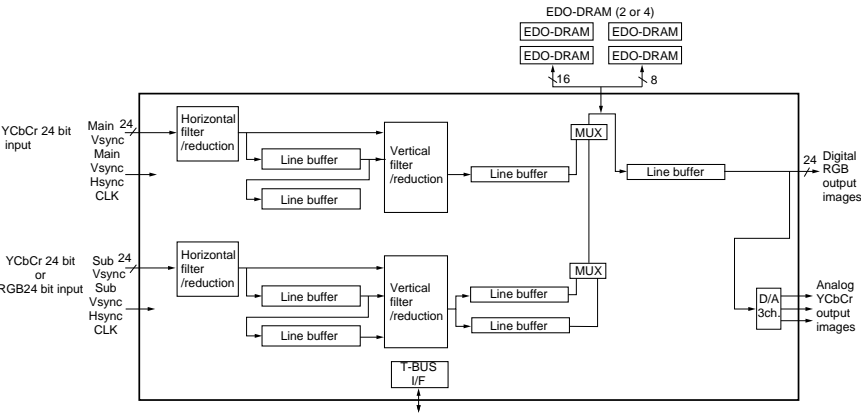 EDO-DRAM (2 or 4)
EDO-DRAM EDO-DRAM
EDO-DRAM EDO-DRAM
16 8
YCbCr 24 bit
input
Main 24
Vsync
Main
Vsync
Hsync
CLK
Horizontal
filter
/reduction
Line buffer
Line buffer
Vertical
filter
/reduction
Line buffer
MUX
Line buffer
24 Digital
RGB
output
images
YCbCr 24 bit
or
RGB24 bit input
Sub 24
Vsync
Sub
Vsync
Hsync
CLK
Horizontal
filter
/reduction
Line buffer
Line buffer
Vertical
filter
/reduction
Line buffer
Line buffer
MUX
D/A
3ch.
Analog
YCbCr
output
images
T-BUS
I/F